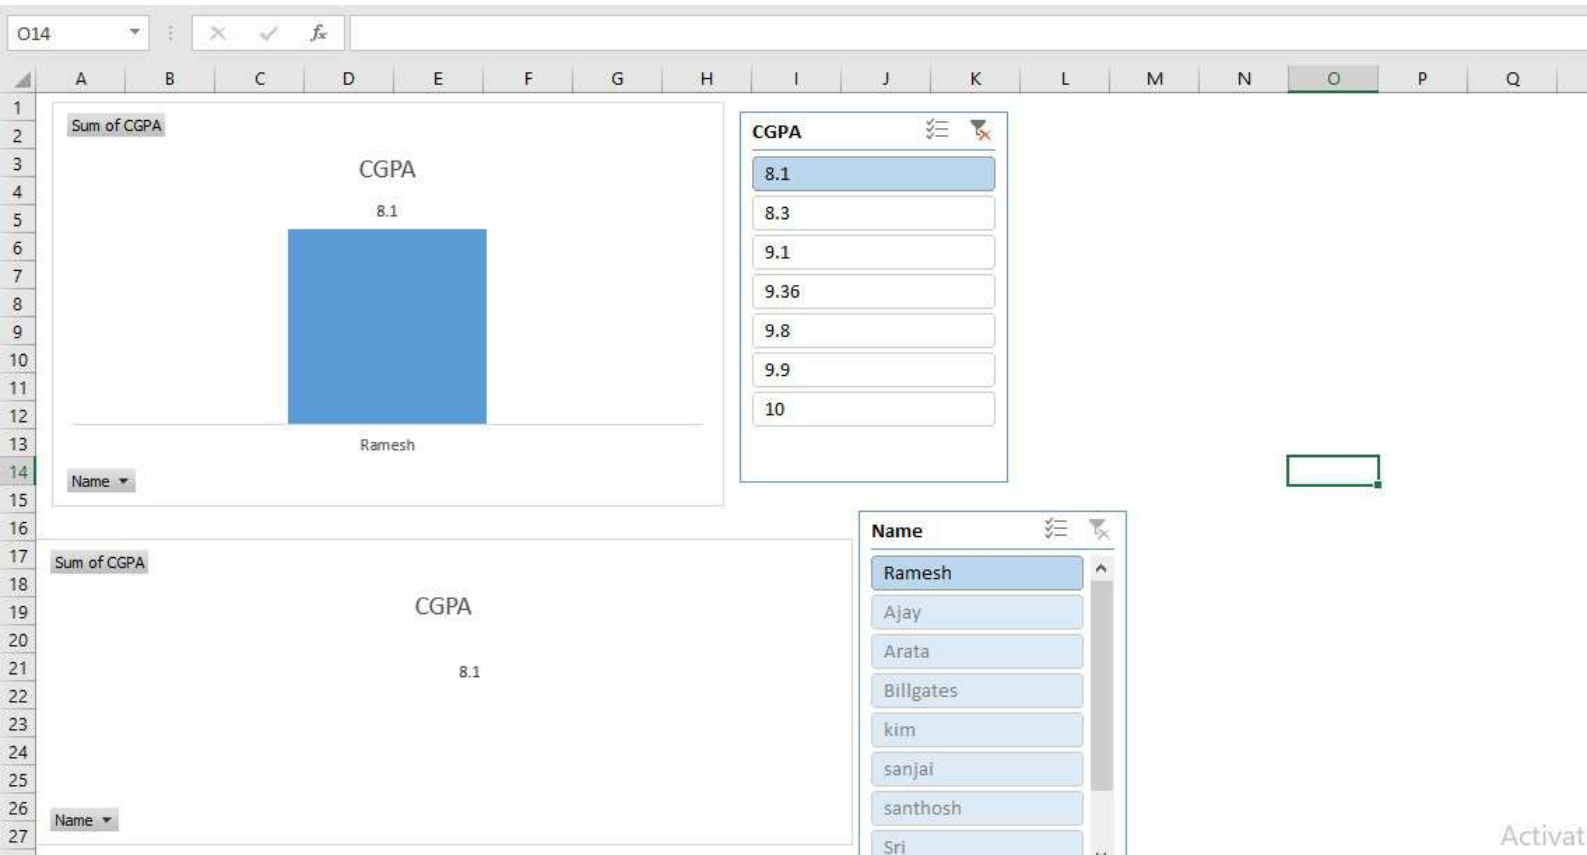 O14
fx
A B C D E F G H I J K L M N O P Q
1
2
3
4
5
6
7
8
9
10
11
12
13
14
15
16
17
18
19
20
21
22
23
24
25
26
27
Sum of CGPA
CGPA
8.1
Ramesh
Name
CGPA
8.1
8.3
9.1
9.36
9.8
9.9
10
Sum of CGPA
CGPA
8.1
Name
Name
Ramesh
Ajay
Arata
Billgates
kim
sanjai
santhosh
Sri
Activat